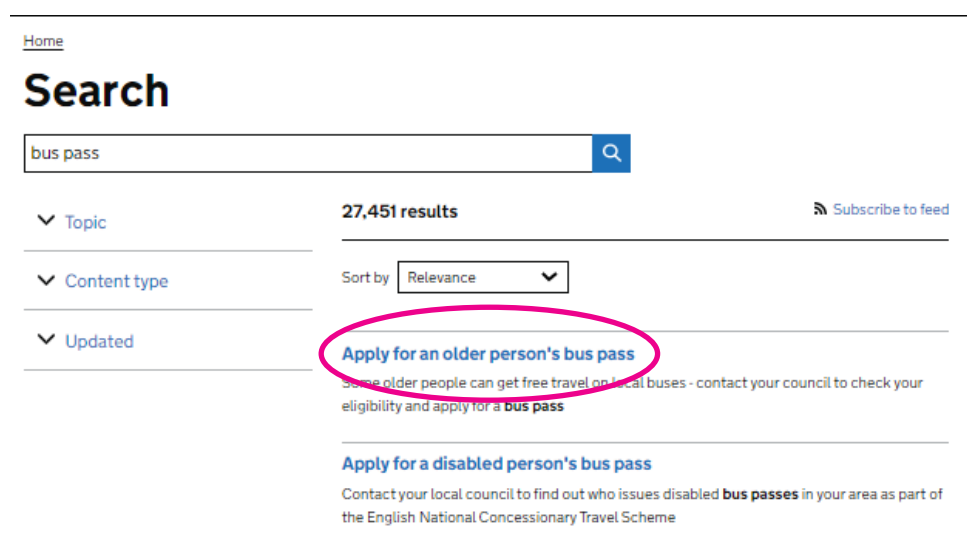 Home
Search
bus pass
Topic
Content type
Updated
27,451 results
Subscribe to feed
Sort by Relevance
Apply for an older person's bus pass
Some older people can get free travel on local buses - contact your council to check your
eligibility and apply for a bus pass
Apply for a disabled person's bus pass
Contact your local council to find out who issues disabled bus passes in your area as part of
the English National Concessionary Travel Scheme